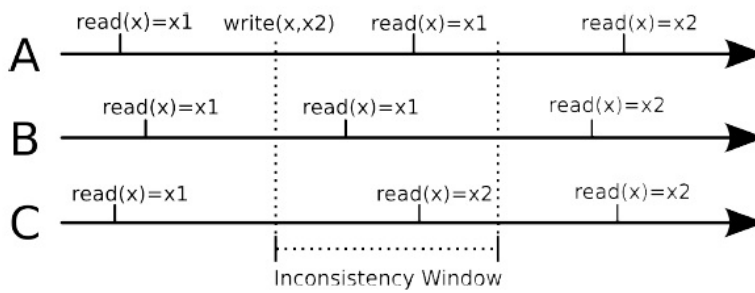 read(x)=x1 write(x,x2) read(x)=x1 read(x)=x2
A
read(x)=x1 read(x)=x1 read(x)=x2
B
read(x)=x1 read(x)=x2 read(x)=x2
C
Inconsistency Window